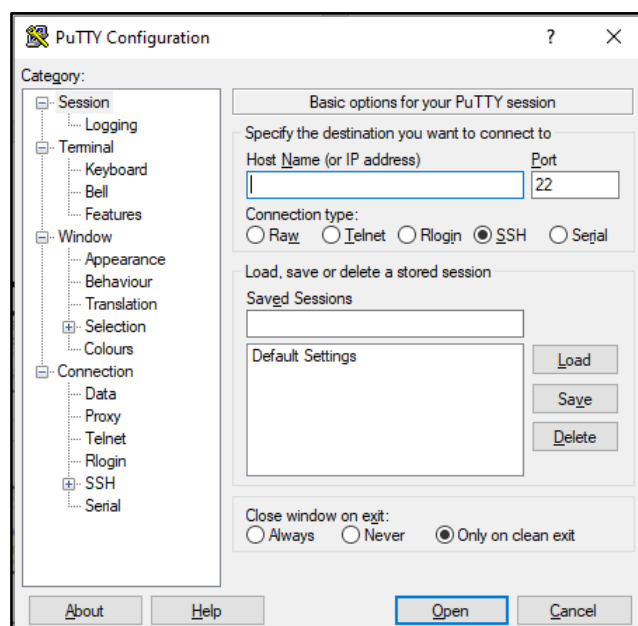 PuTTY Configuration
?
Category:
Session
Logging
Terminal
Keyboard
Bell
Features
Window
Appearance
Behaviour
Translation
Selection
Colours
Connection
Data
Proxy
Telnet
Rlogin
SSH
Serial
Basic options for your PuTTY session
Specify the destination you want to connect to
Host Name (or IP address) Port
22
Connection type:
Raw Telnet Rlogin SSH Serial
Load, save or delete a stored session
Saved Sessions
Default Settings
Load
Save
Delete
Close window on exit:
Always Never Only on clean exit
About Help Open Cancel